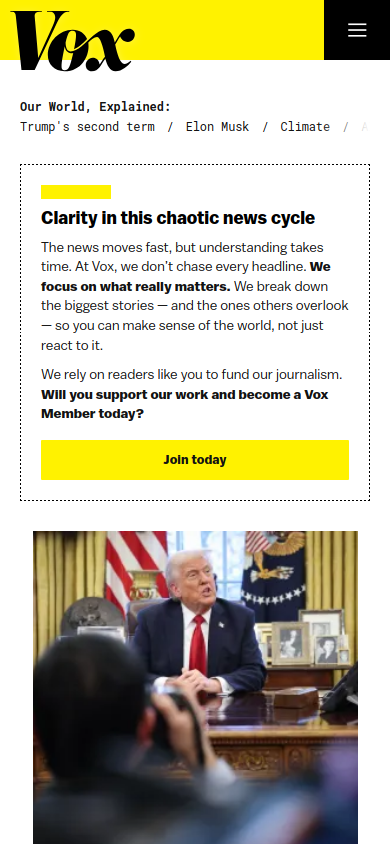 Vox
Our World, Explained:
Trump's second term / Elon Musk / Climate /
Clarity in this chaotic news cycle
The news moves fast, but understanding takes
time. At Vox, we don’t chase every headline. We
focus on what really matters. We break down
the biggest stories — and the ones others overlook
— so you can make sense of the world, not just
react to it.
We rely on readers like you to fund our journalism.
Will you support our work and become a Vox
Member today?
Join today